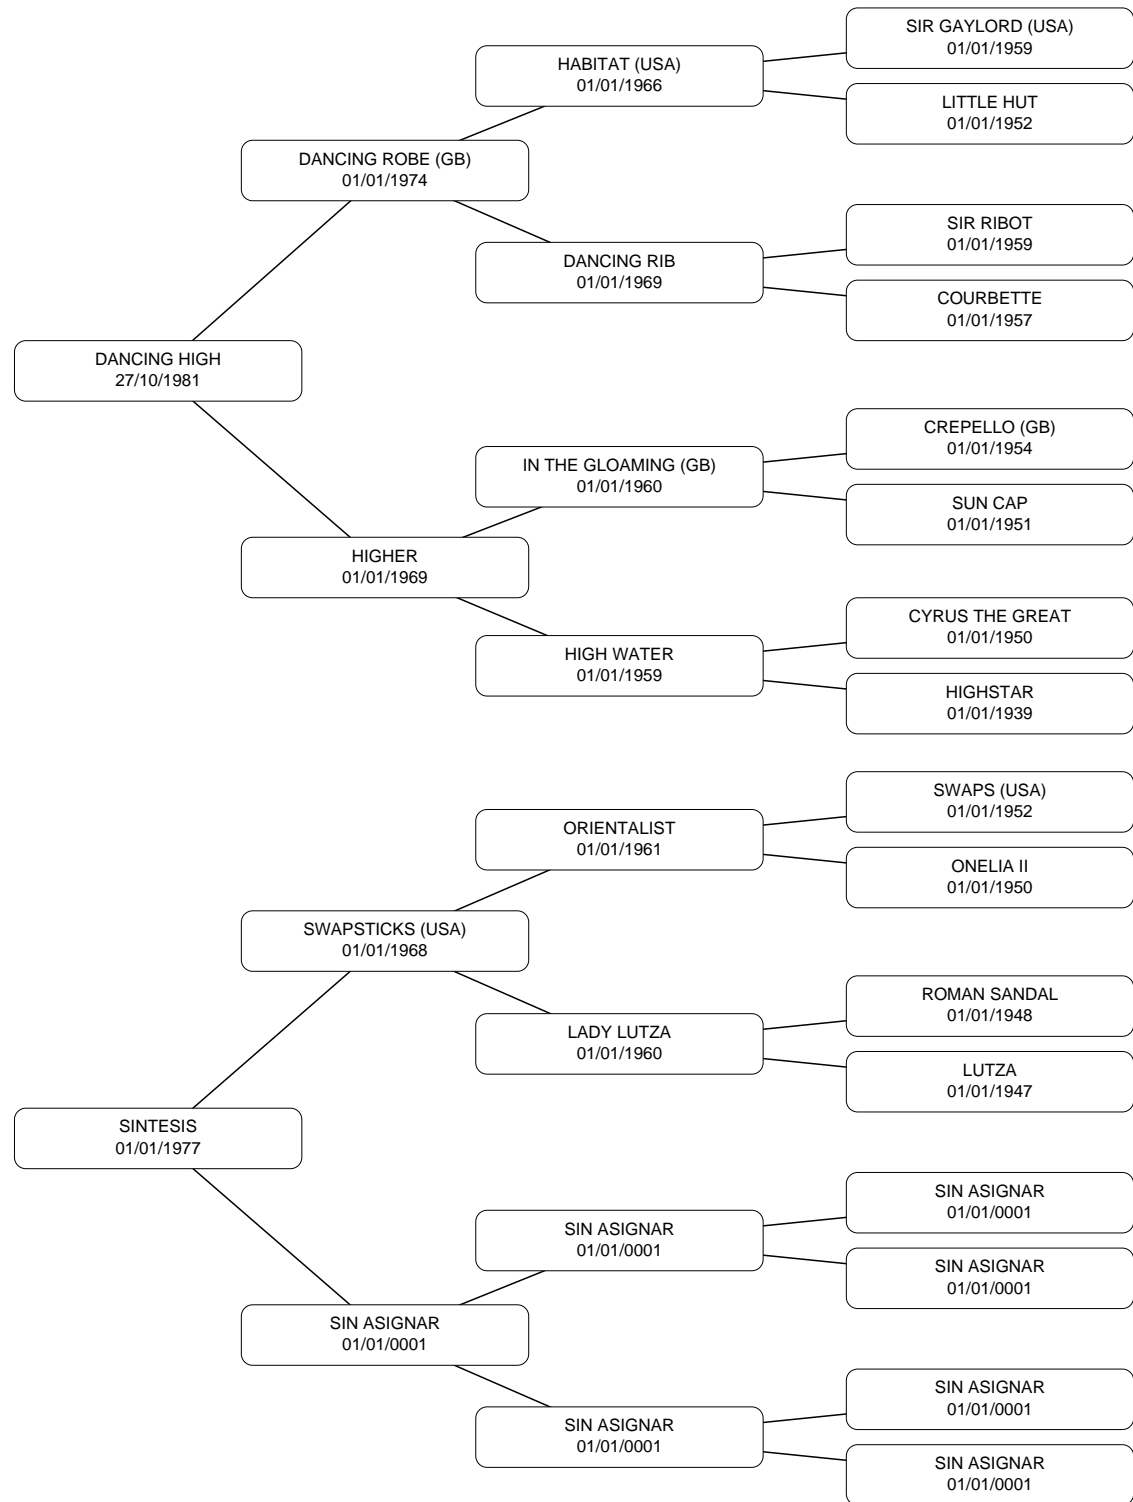 SIR GAYLORD (USA)
01/01/1959
HABITAT (USA)
01/01/1966
LITTLE HUT
01/01/1952
DANCING ROBE (GB)
01/01/1974
SIR RIBOT
01/01/1959
DANCING RIB
01/01/1969
COURBETTE
01/01/1957
DANCING HIGH
27/10/1981
CREPELLO (GB)
01/01/1954
IN THE GLOAMING (GB)
01/01/1960
SUN CAP
01/01/1951
HIGHER
01/01/1969
CYRUS THE GREAT
01/01/1950
HIGH WATER
01/01/1959
HIGHSTAR
01/01/1939
SWAPS (USA)
01/01/1952
ORIENTALIST
01/01/1961
ONELIA II
01/01/1950
SWAPSTICKS (USA)
01/01/1968
ROMAN SANDAL
01/01/1948
LADY LUTZA
01/01/1960
LUTZA
01/01/1947
SINTESIS
01/01/1977
SIN ASIGNAR
01/01/0001
SIN ASIGNAR
01/01/0001
SIN ASIGNAR
01/01/0001
SIN ASIGNAR
01/01/0001
SIN ASIGNAR
01/01/0001
SIN ASIGNAR
01/01/0001
SIN ASIGNAR
01/01/0001